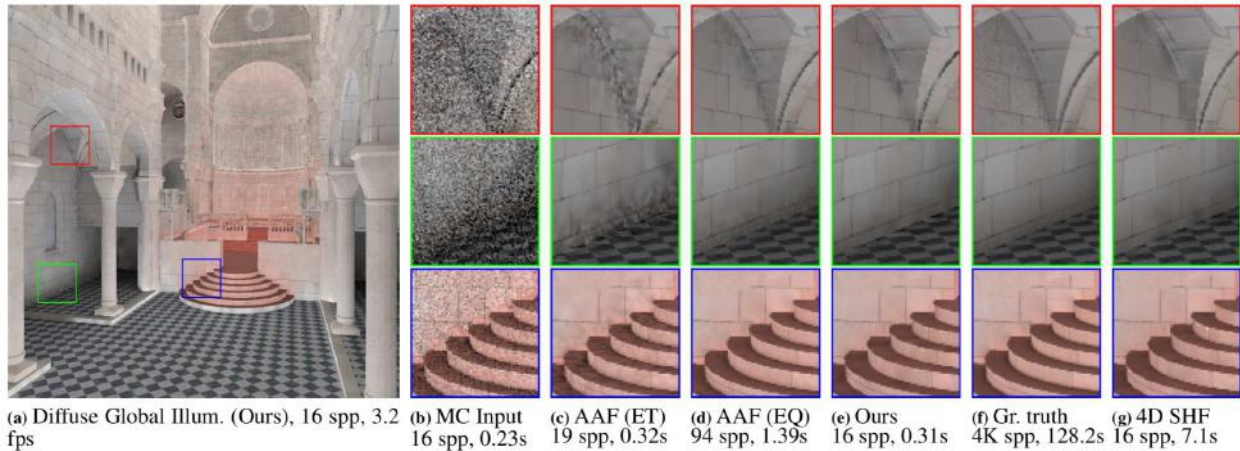 (a) Diffuse Global Illum. (Ours), 16 spp, 3.2
fps
(b) MC Input
16 spp, 0.23s
(c) AAF (ET)
19 spp, 0.32s
(d) AAF (EQ)
94 spp, 1.39s
(e) Ours
16 spp, 0.31s
(f) Gr. truth
4K spp, 128.2s
(g) 4D SHF
16 spp, 7.1s